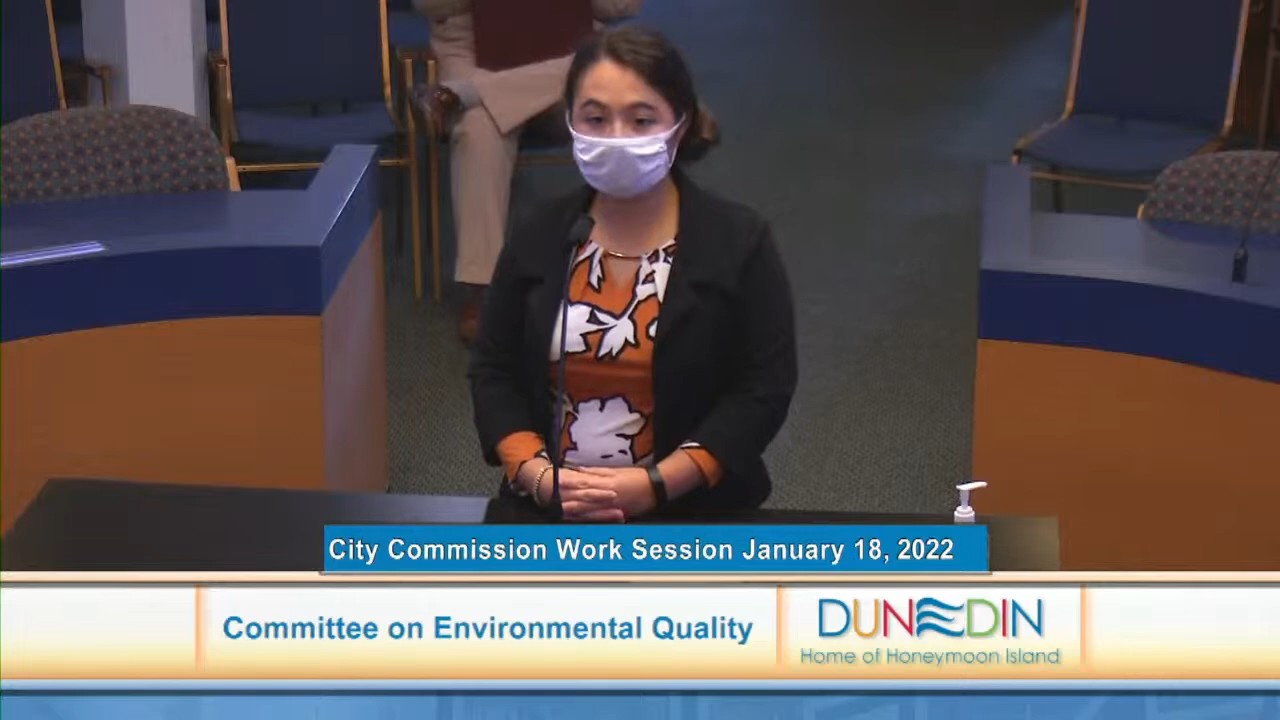 City Commission Work Session January 18, 2022
Committee on Environmental Quality
DUNEDIN
Home of Honeymoon Island